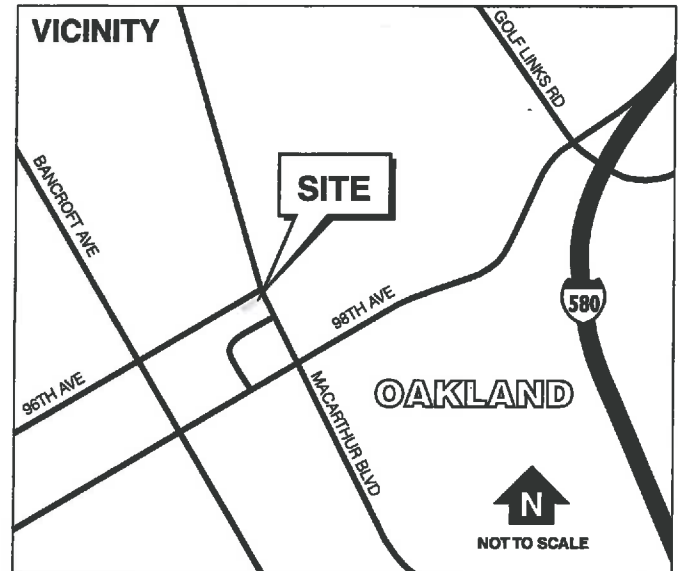 VICINITY
GOLF LINKS RD
BANCROFT AVE
SITE
580
98TH AVE
96TH AVE
OAKLAND
MACARTHUR BLVD
N
NOT TO SCALE